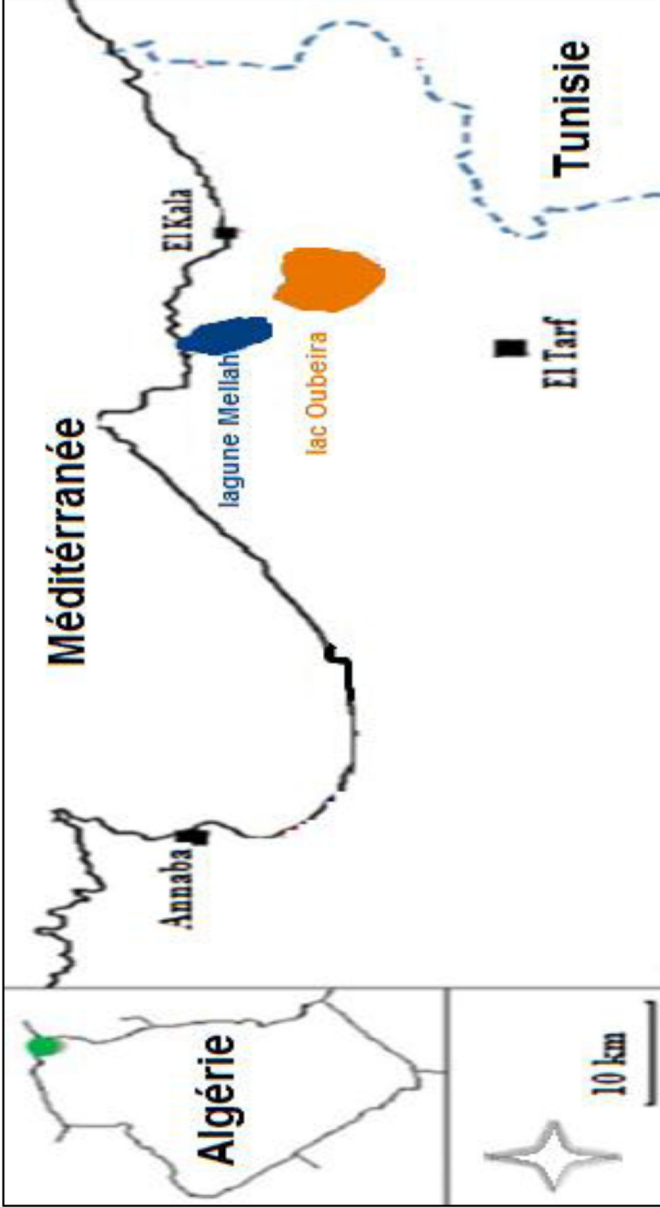 Méditérranée
El Kala
lagune Mellah
lac Oubeira
Annaba
El Tarf
Tunisie
Algérie
10 km